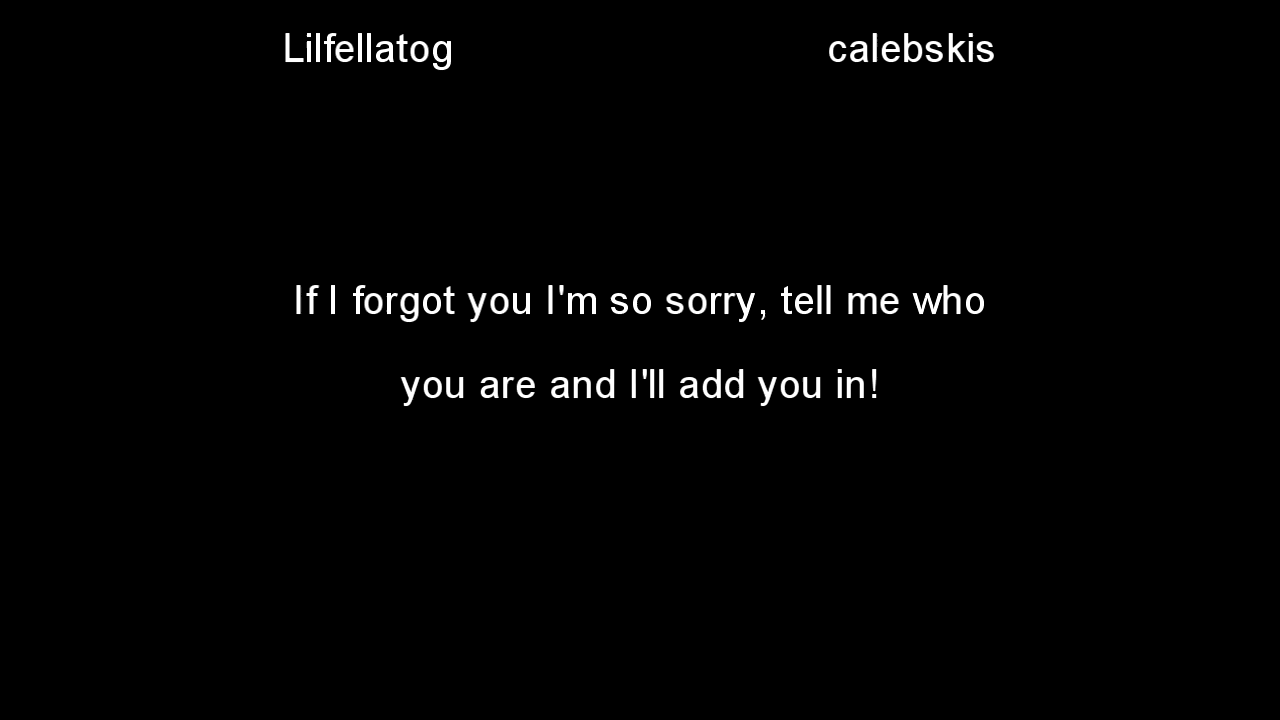 Lilfellatog calebskis
If I forgot you I'm so sorry, tell me who
you are and I'll add you in!